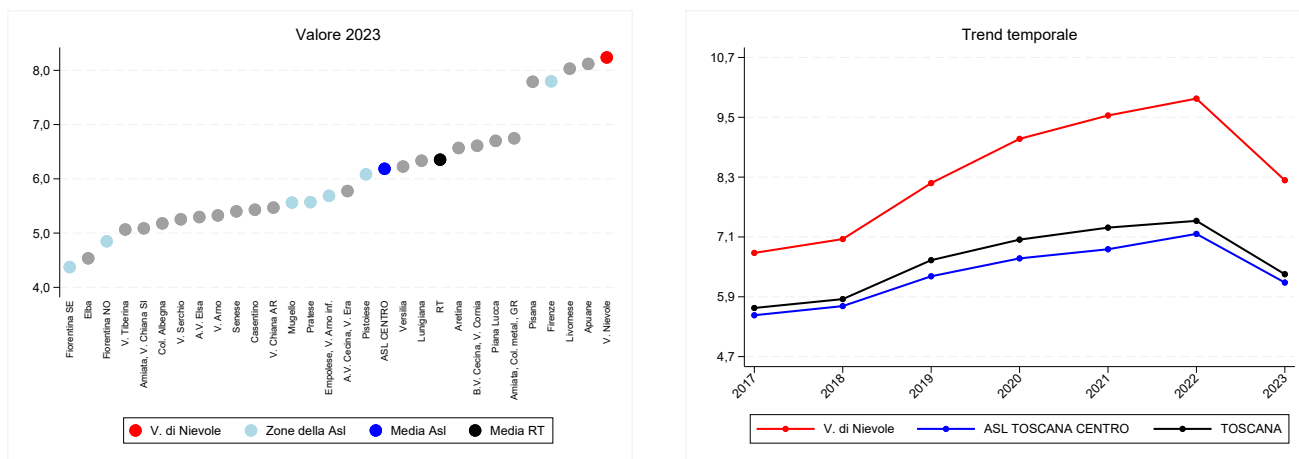 Valore 2023
8,0
7,0
6,0
5,0
4,0
Fiorentina SE
Elba
Fiorentina NO
V. Tiberina
Amiata, V. Chiana SI
Col. Albegna
V. Serchio
A.V. Elsa
V. Arno
Senese
Casentino
V. Chiana AR
Mugello
Pratese
Empolese, V. Arno inf.
A.V. Cecina, V. Era
Pistoiese
ASL CENTRO
Versilia
Lunigiana
RT
Aretina
B.V. Cecina, V. Cornia
Piana Lucca
Amiata, Col. metal., GR
Pisana
Firenze
Livornese
Apuane
V. Nievole
V. di Nievole
Zone della Asl
Media Asl
Media RT
Trend temporale
10,7
9,5
8,3
7,1
5,9
4,7
2017
2018
2019
2020
2021
2022
2023
V. di Nievole
ASL TOSCANA CENTRO
TOSCANA